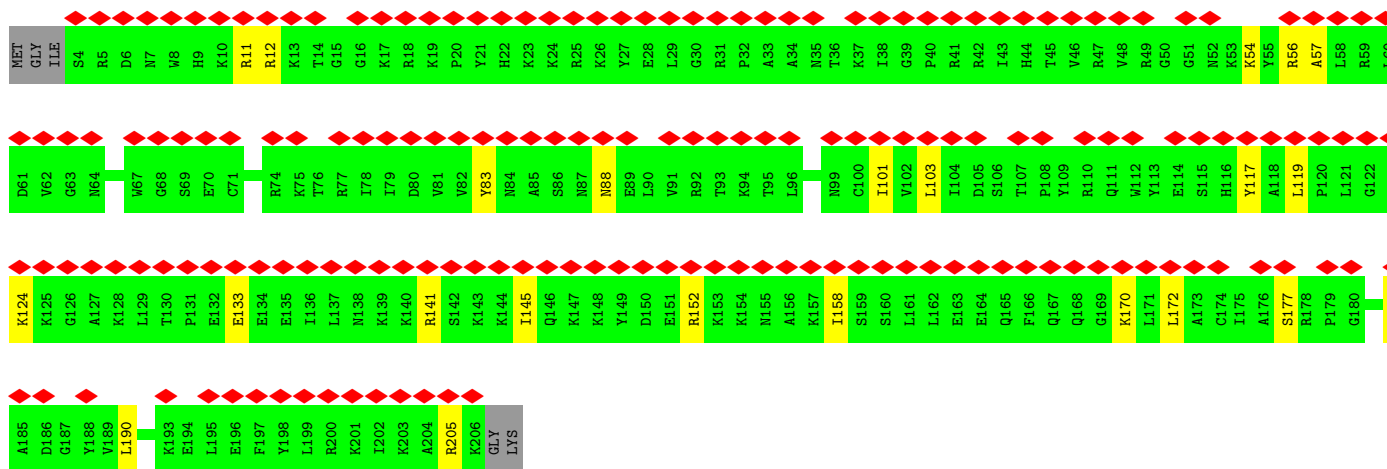 MET GLY ILE S4 R5 D6 N7 W8 H9 K10 R11 R12 K13 T14 G15 G16 K17 R18 K19 P20 Y21 H22 K23 K24 R25 K26 Y27 E28 L29 G30 R31 P32 A33 A34 N35 T36 K37 I38 G39 P40 R41 R42 I43 H44 T45 V46 R47 V48 R49 G50 G51 N52 K53 K54 Y55 R56 A57 L58 R59
D61 V62 G63 N64 W67 G68 S69 E70 C71 R74 K75 T76 R77 I78 I79 D80 V81 V82 Y83 N84 A85 S86 N87 N88 E89 L90 V91 R92 T93 K94 T95 L96 N99 C100 I101 V102 L103 I104 D105 S106 T107 P108 Y109 R110 Q111 W112 Y113 E114 S115 H116 Y117 A118 L119 P120 L121 G122
K124 K125 G126 A127 K128 L129 T130 P131 E132 E133 E134 E135 I136 L137 N138 K139 K140 R141 S142 K143 K144 I145 Q146 K147 K148 Y149 D150 E151 R152 K153 K154 N155 A156 K157 I158 S159 S160 L161 L162 E163 E164 Q165 F166 Q167 Q168 G169 K170 L171 L172 A173 C174 I175 A176 S177 R178 P179 G180
A185 D186 G187 Y188 V189 L190 K193 E194 L195 E196 F197 Y198 L199 R200 K201 I202 K203 A204 R205 K206 GLY LYS